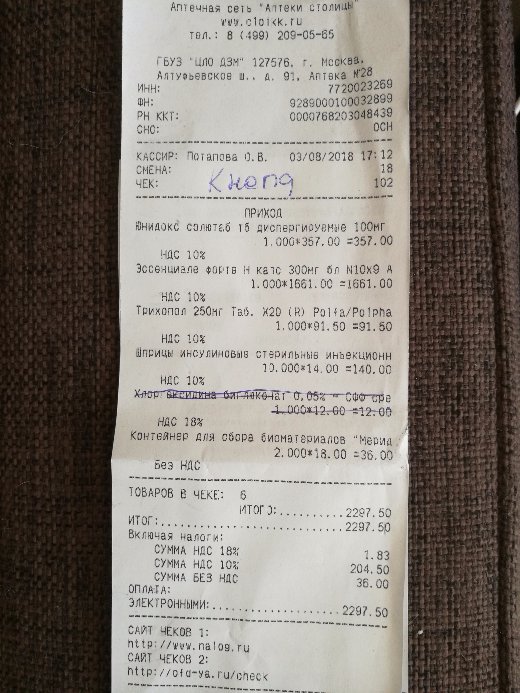 Аптечная сеть "Аптеки столицы"
тел.: 8 (499) 209-05-65
ГБУЗ "ЦЛО ДЗМ" 127576, г. Москва,
Алтуфьевское ш., д. 91, Аптека №28
ИНН: 7720023269
ФН: 9289000100032899
РН ККТ: 0000768203048439
СНО: ОСН
КАССИР: Потапова О.В. 03/08/2018 17:12
СМЕНА: 18
ЧЕК: 102
ПРИХОД
Юнидокс солютаб таб диспергируемые 100мг
1.000*357.00 =357.00
НДС 10%
Эссенциале форте Н капс 300мг бл N10х9 А
1.000*1661.00 =1661.00
НДС 10%
Трихопол 250мг Таб. Х20 (R) Polfa/Polpha
1.000*91.50 =91.50
НДС 10%
Шприцы инсулиновые стерильные инъекционн
10.000*14.00 =140.00
НДС 10%
Хлоргексидина биглюконат 0,05% - Сфф сре
1.000*12.00 =12.00
НДС 18%
Контейнер для сбора биоматериалов "Мерид
2.000*18.00 =36.00
Без НДС
ТОВАРОВ В ЧЕКЕ: 6
ИТОГО:.........2297.50
ИТОГ:..........................2297.50
Включая налоги:
СУММА НДС 18% 1.83
СУММА НДС 10% 204.50
СУММА БЕЗ НДС 36.00
ОПЛАТА:
ЭЛЕКТРОННЫМИ:..................2297.50
САЙТ ЧЕКОВ 1:
http://www.nalog.ru
САЙТ ЧЕКОВ 2:
http://ofd-ya.ru/check